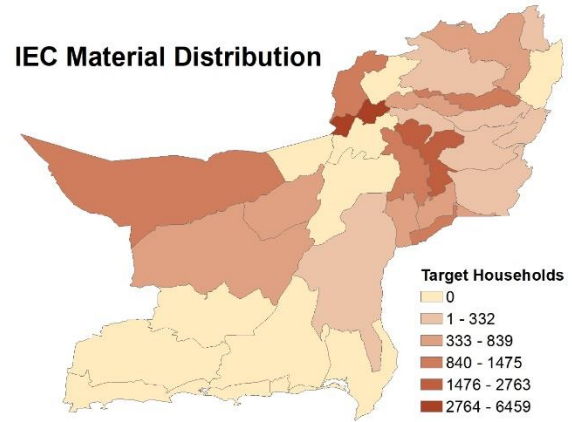 IEC Material Distribution
Target Households
0
1 - 332
333 - 839
840 - 1475
1476 - 2763
2764 - 6459